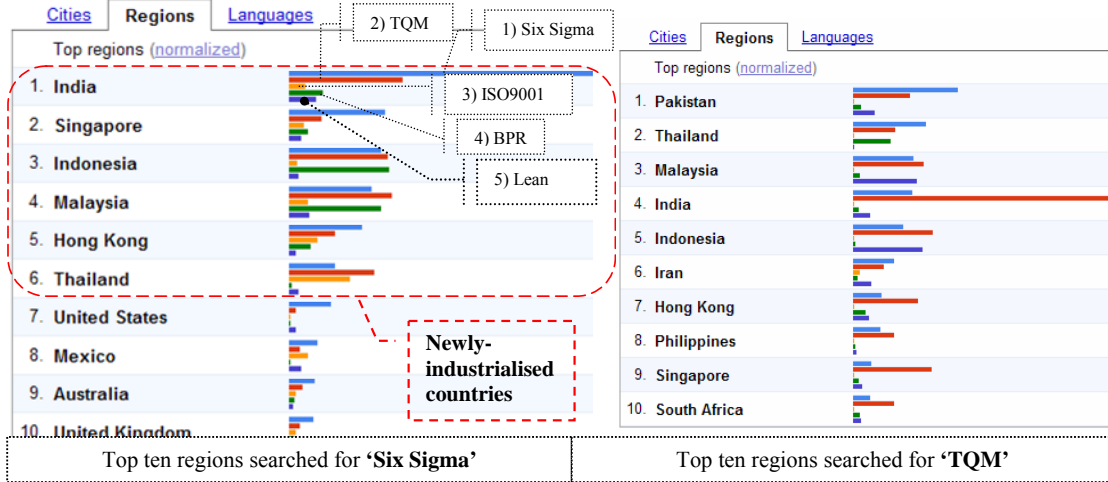 Cities Regions Languages
Top regions (normalized)
1. India
2. Singapore
3. Indonesia
4. Malaysia
5. Hong Kong
6. Thailand
7. United States
8. Mexico
9. Australia
10. United Kingdom
2) TQM
1) Six Sigma
3) ISO9001
4) BPR
5) Lean
Newly-
industrialised
countries
Top ten regions searched for ‘Six Sigma’
Cities Regions Languages
Top regions (normalized)
1. Pakistan
2. Thailand
3. Malaysia
4. India
5. Indonesia
6. Iran
7. Hong Kong
8. Philippines
9. Singapore
10. South Africa
Top ten regions searched for ‘TQM’